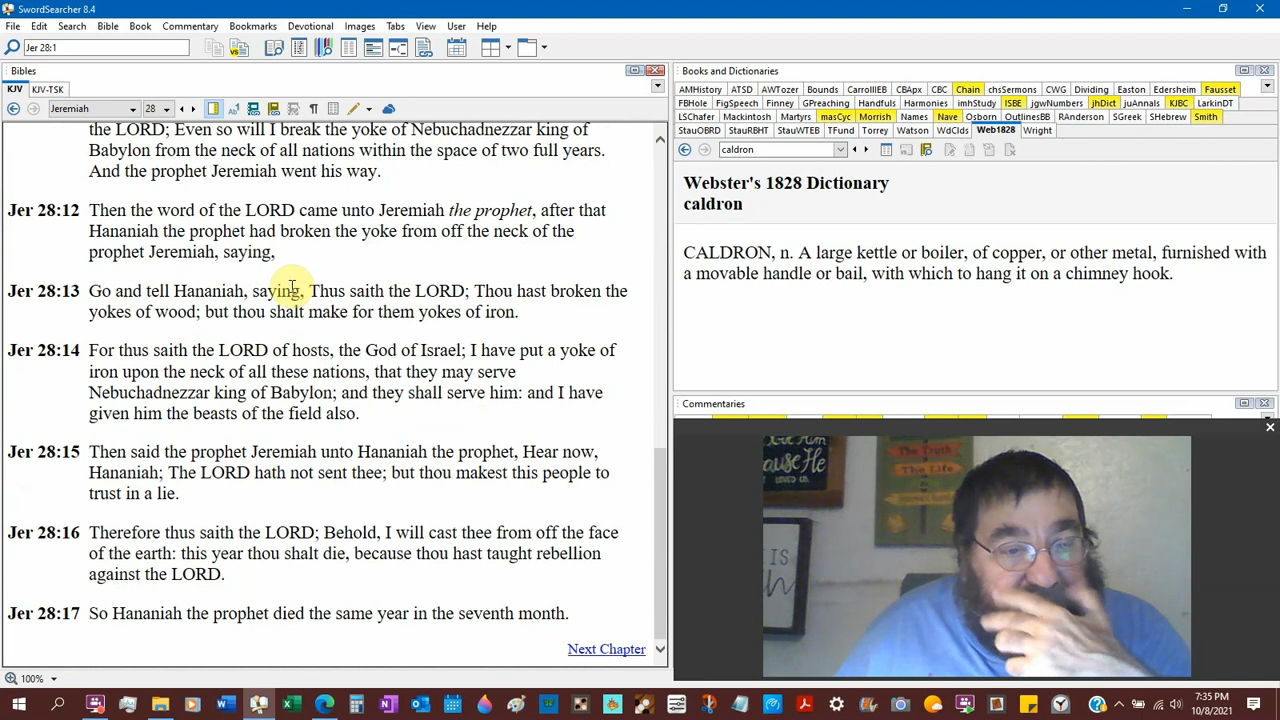 SwordSearcher 8.4
File Edit Search Bible Book Commentary Bookmarks Devotional Images Tabs View User Help
Jer 28:1
Bibles
KJV KJV-TSK
Jeremiah 28
the LORD; Even so will I break the yoke of Nebuchadnezzar king of
Babylon from the neck of all nations within the space of two full years.
And the prophet Jeremiah went his way.
Jer 28:12 Then the word of the LORD came unto Jeremiah the prophet, after that
Hananiah the prophet had broken the yoke from off the neck of the
prophet Jeremiah, saying,
Jer 28:13 Go and tell Hananiah, saying, Thus saith the LORD; Thou hast broken the
yokes of wood; but thou shalt make for them yokes of iron.
Jer 28:14 For thus saith the LORD of hosts, the God of Israel; I have put a yoke of
iron upon the neck of all these nations, that they may serve
Nebuchadnezzar king of Babylon; and they shall serve him: and I have
given him the beasts of the field also.
Jer 28:15 Then said the prophet Jeremiah unto Hananiah the prophet, Hear now,
Hananiah; The LORD hath not sent thee; but thou makest this people to
trust in a lie.
Jer 28:16 Therefore thus saith the LORD; Behold, I will cast thee from off the face
of the earth: this year thou shalt die, because thou hast taught rebellion
against the LORD.
Jer 28:17 So Hananiah the prophet died the same year in the seventh month.
Next Chapter
100%
Books and Dictionaries
AMHistory ATSD AWTozer Bounds CarrollEIB CBApx CBC Chain chsSermons CWG Dividing Easton Edersheim Fausset
FBHole FigSpeech Finney GPreaching Handfuls Harmonies imhStudy ISBE jgwNumbers jhDict juAnnals KJBC LarkinDT
LSChafer Mackintosh Martyrs masCyc Morrish Names Nave Osborn OutlinesBB RAnderson SGreek SHebrew Smith
StauOBRD StauRBHT StauWTEB TFund Torrey Watson WdClds Web1828 Wright
caldron
Webster's 1828 Dictionary
caldron
CALDRON, n. A large kettle or boiler, of copper, or other metal, furnished with
a movable handle or bail, with which to hang it on a chimney hook.
Commentaries
ause He
LOVED US.
The Truth
The Life
IS
7:35 PM
10/8/2021